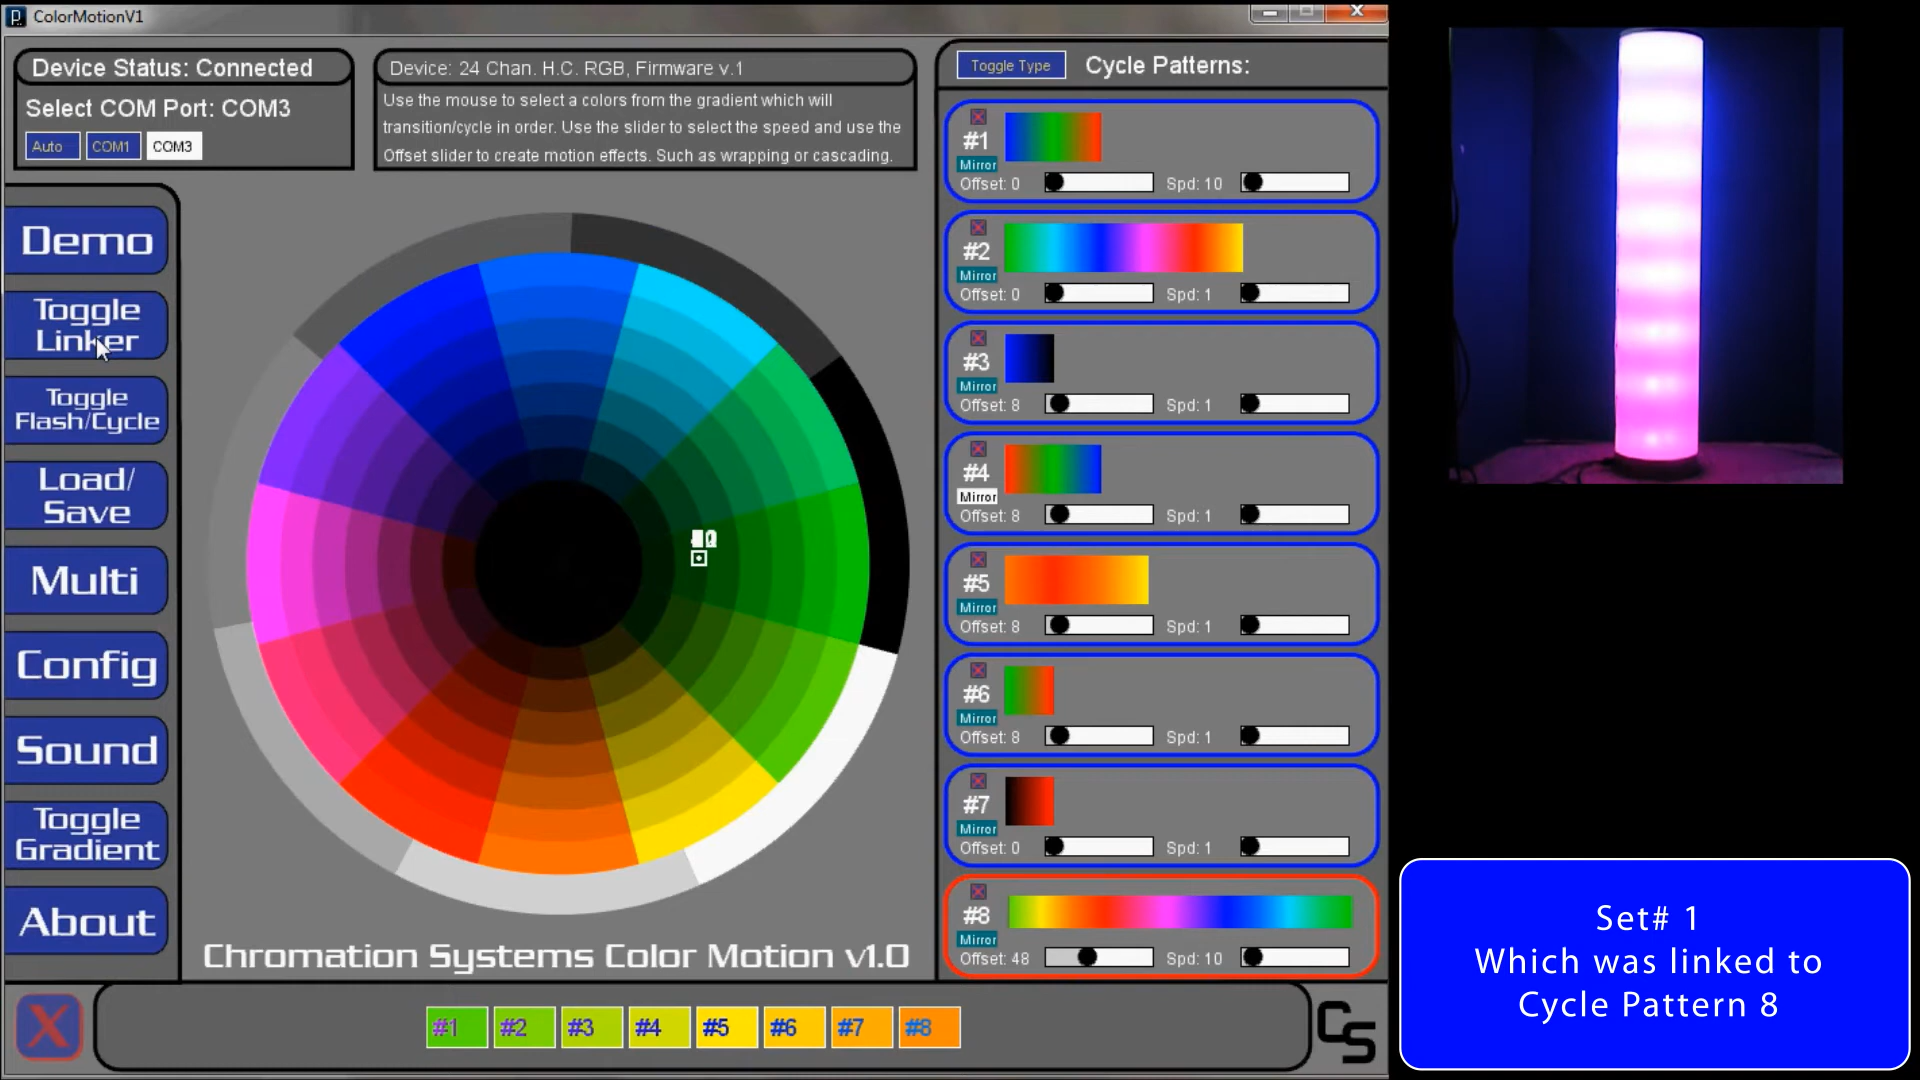 ColorMotionV1
Device Status: Connected
Select COM Port: COM3
Auto
COM1
COM3
Device: 24 Chan. H.C. RGB, Firmware v.1
Use the mouse to select a colors from the gradient which will
transition/cycle in order. Use the slider to select the speed and use the
Offset slider to create motion effects. Such as wrapping or cascading.
Toggle Type
Cycle Patterns:
Demo
Toggle
Linker
Toggle
Flash/Cycle
Load/
Save
Multi
Config
Sound
Toggle
Gradient
About
#1
Mirror
Offset: 0
Spd: 10
#2
Mirror
Offset: 0
Spd: 1
#3
Mirror
Offset: 8
Spd: 1
#4
Mirror
Offset: 8
Spd: 1
#5
Mirror
Offset: 8
Spd: 1
#6
Mirror
Offset: 8
Spd: 1
#7
Mirror
Offset: 0
Spd: 1
#8
Mirror
Offset: 48
Spd: 10
Chromation Systems Color Motion v1.0
X
#1
#2
#3
#4
#5
#6
#7
#8
CS
Set# 1
Which was linked to
Cycle Pattern 8